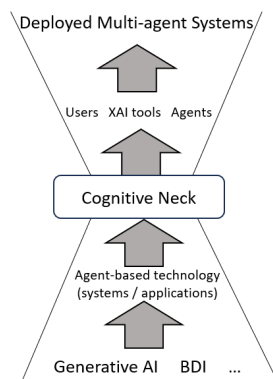 Deployed Multi-agent Systems
Users XAI tools Agents
Cognitive Neck
Agent-based technology
(systems / applications)
Generative AI BDI ...